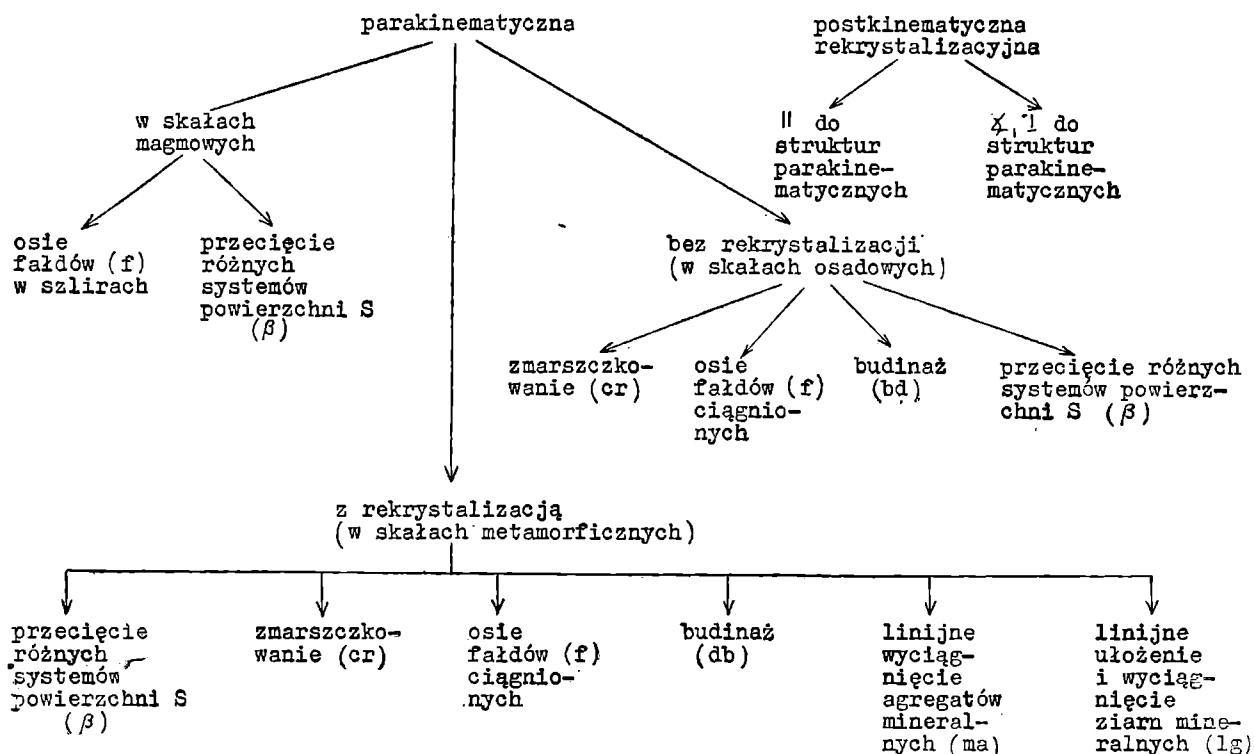 parakinematyczna
postkinematyczna
rekrystalizacyjna
w skałach
magmowych
|| do
struktur
parakine-
matycznych
∡, ⊥ do
struktur
parakine-
matycznych
osie
fałdów (f)
w szlirach
przecięcie
różnych
systemów
powierzchni S
(β)
bez rekrystalizacji
(w skałach osadowych)
zmarszczko-
wanie (cr)
osie
fałdów (f)
ciągnio-
nych
budinaż
(bd)
przecięcie różnych
systemów powierz-
chni S (β)
z rekrystalizacją
(w skałach metamorficznych)
przecięcie
różnych
systemów
powierzchni S
(β)
zmarszczko-
wanie (cr)
osie
fałdów (f)
ciągnio-
nych
budinaż
(db)
linijne
wyciąg-
nięcie
agregatów
mineral-
nych (ma)
linijne
ułożenie
i wyciąg-
nięcie
ziarn mine-
ralnych (lg)